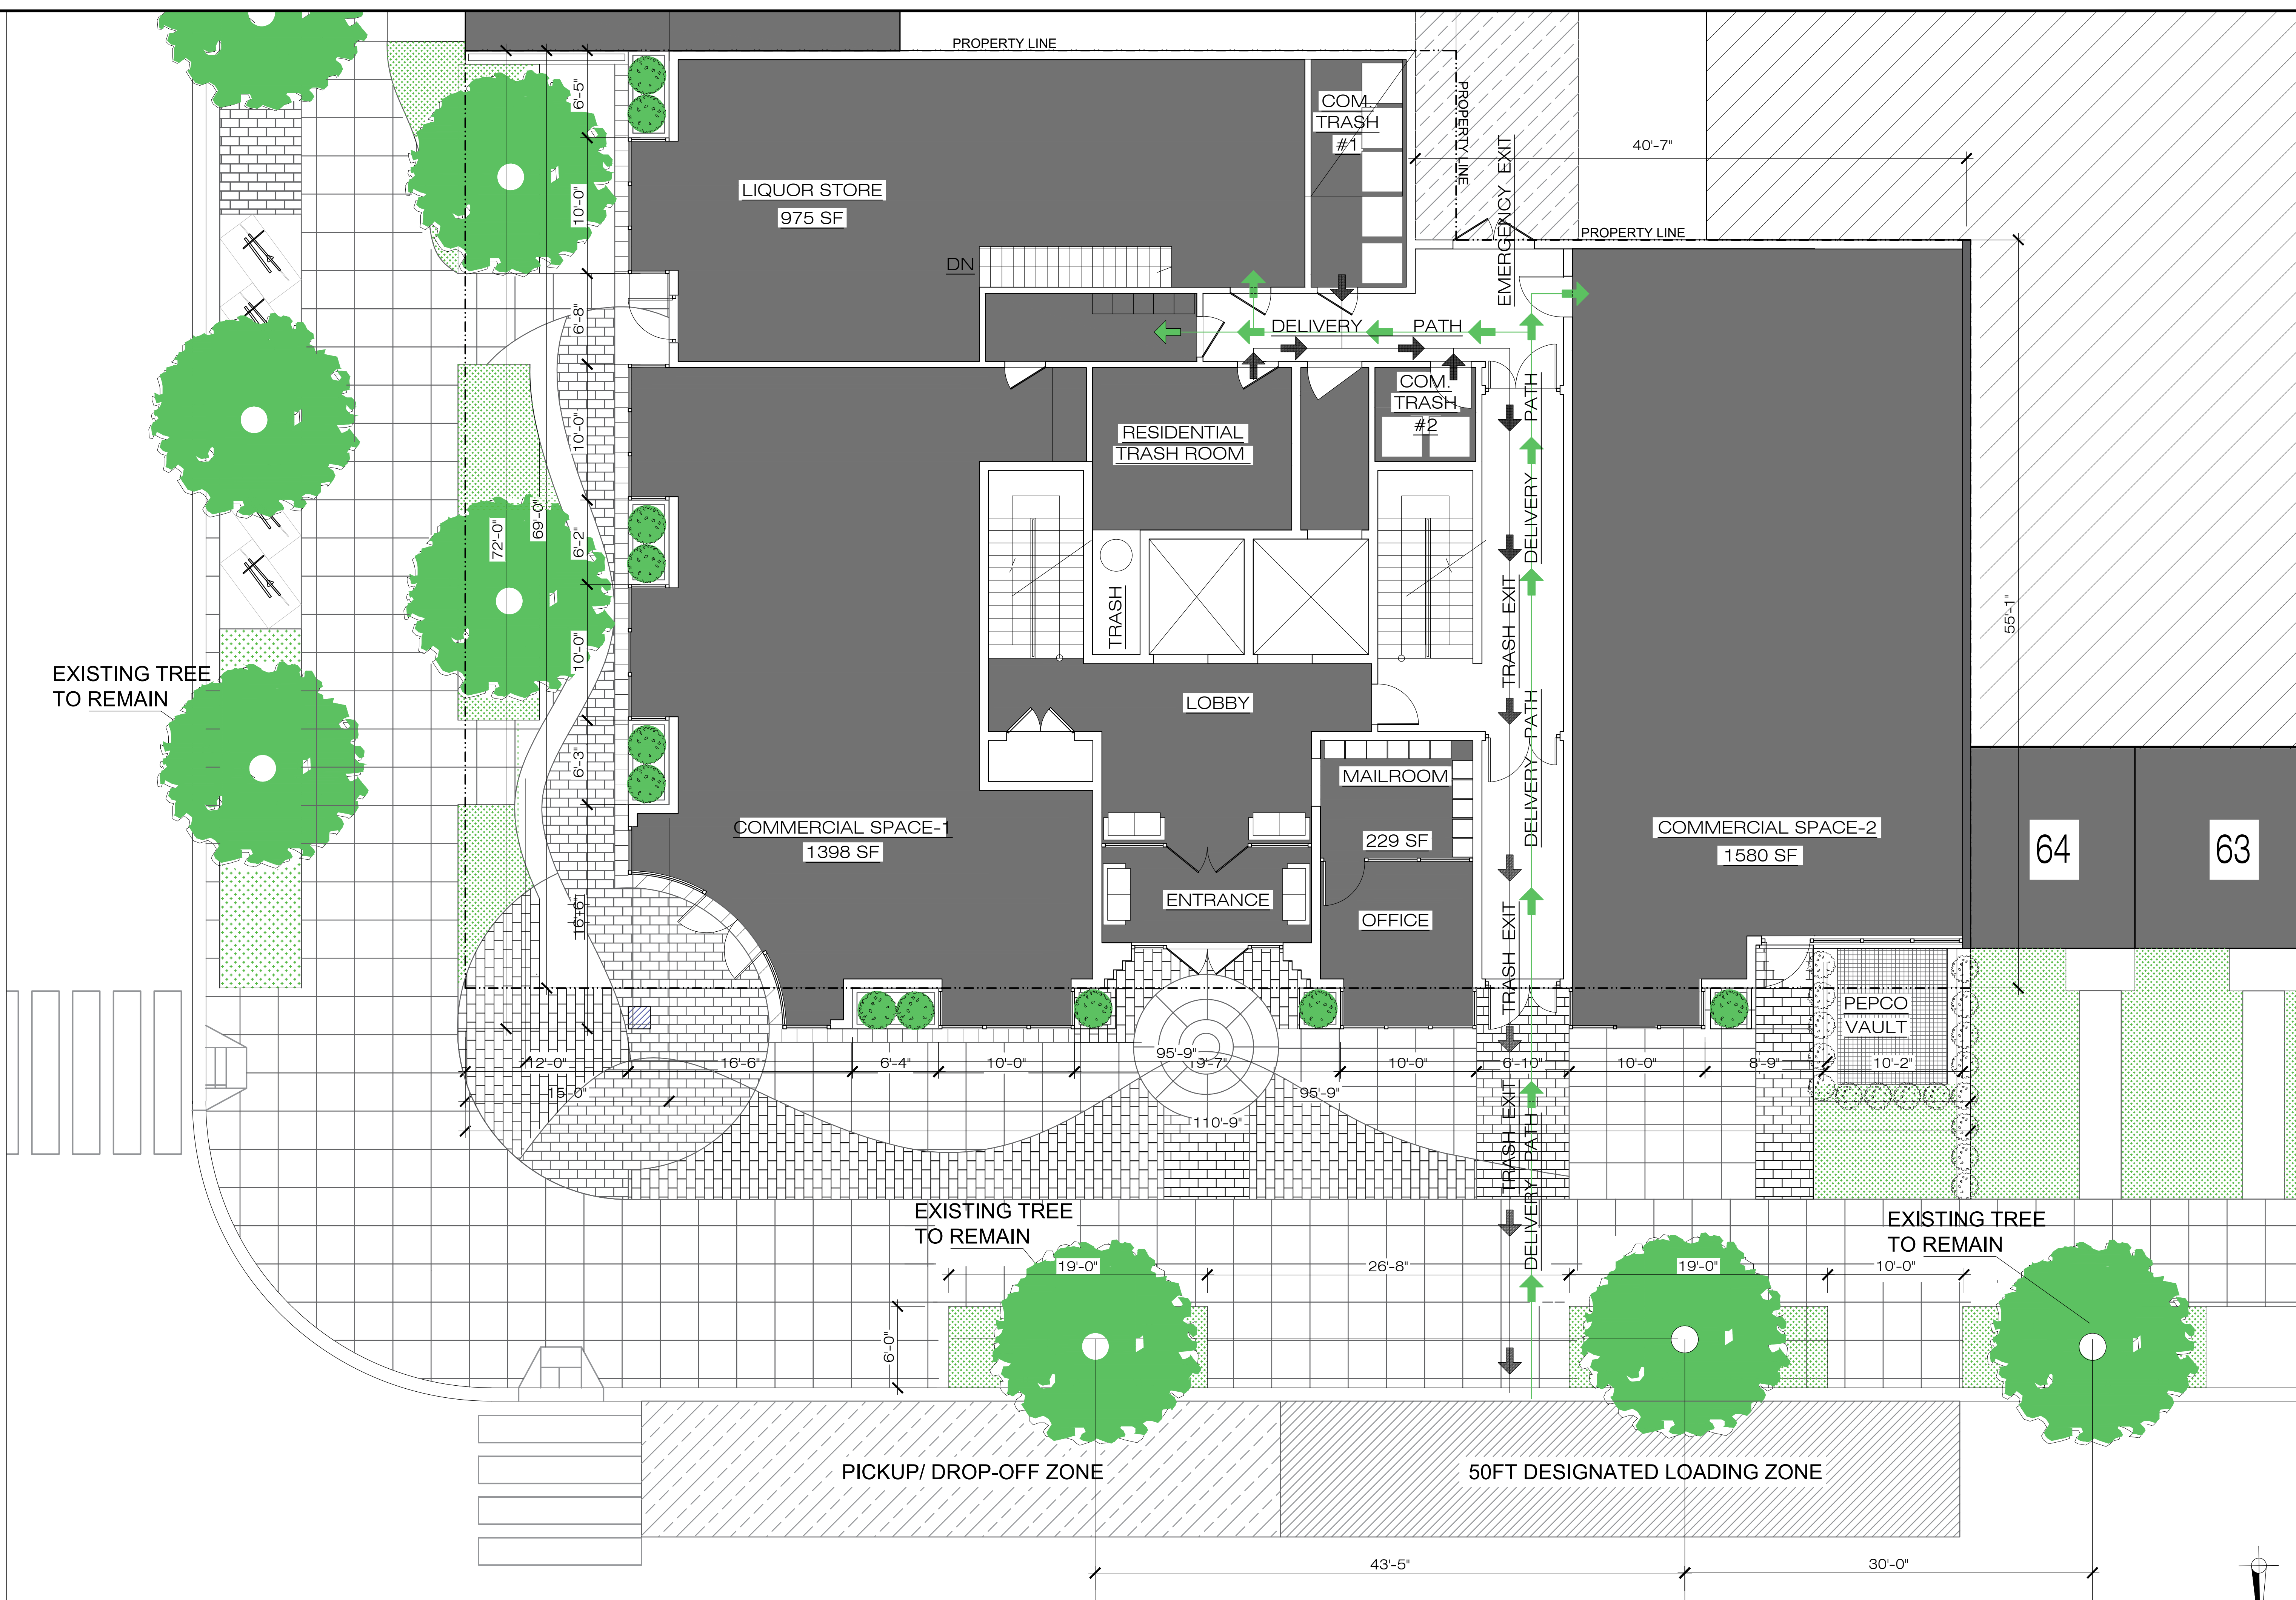 PROPERTY LINE
COM.
TRASH
#1
PROPERTY LINE
EMERGENCY EXIT
40'-7"
PROPERTY LINE
6'-5"
10'-0"
6'-8"
LIQUOR STORE
975 SF
DN
DELIVERY PATH
COM.
TRASH
#2
RESIDENTIAL
TRASH ROOM
DELIVERY PATH
10'-0"
72'-0"
69'-0"
6'-2"
10'-0"
6'-3"
16'-6"
TRASH
TRASH EXIT
55'-1"
EXISTING TREE
TO REMAIN
LOBBY
DELIVERY PATH
MAILROOM
229 SF
COMMERCIAL SPACE-1
1398 SF
COMMERCIAL SPACE-2
1580 SF
64
63
ENTRANCE
OFFICE
TRASH EXIT
PEPCO
VAULT
12'-0"
16'-6"
6'-4"
10'-0"
95'-9"
19'-7"
10'-0"
6'-10"
10'-0"
8'-9"
10'-2"
15'-0"
95'-9"
110'-9"
TRASH EXIT
DELIVERY PATH
EXISTING TREE
TO REMAIN
EXISTING TREE
TO REMAIN
19'-0"
26'-8"
19'-0"
10'-0"
6'-0"
PICKUP/ DROP-OFF ZONE
50FT DESIGNATED LOADING ZONE
43'-5"
30'-0"